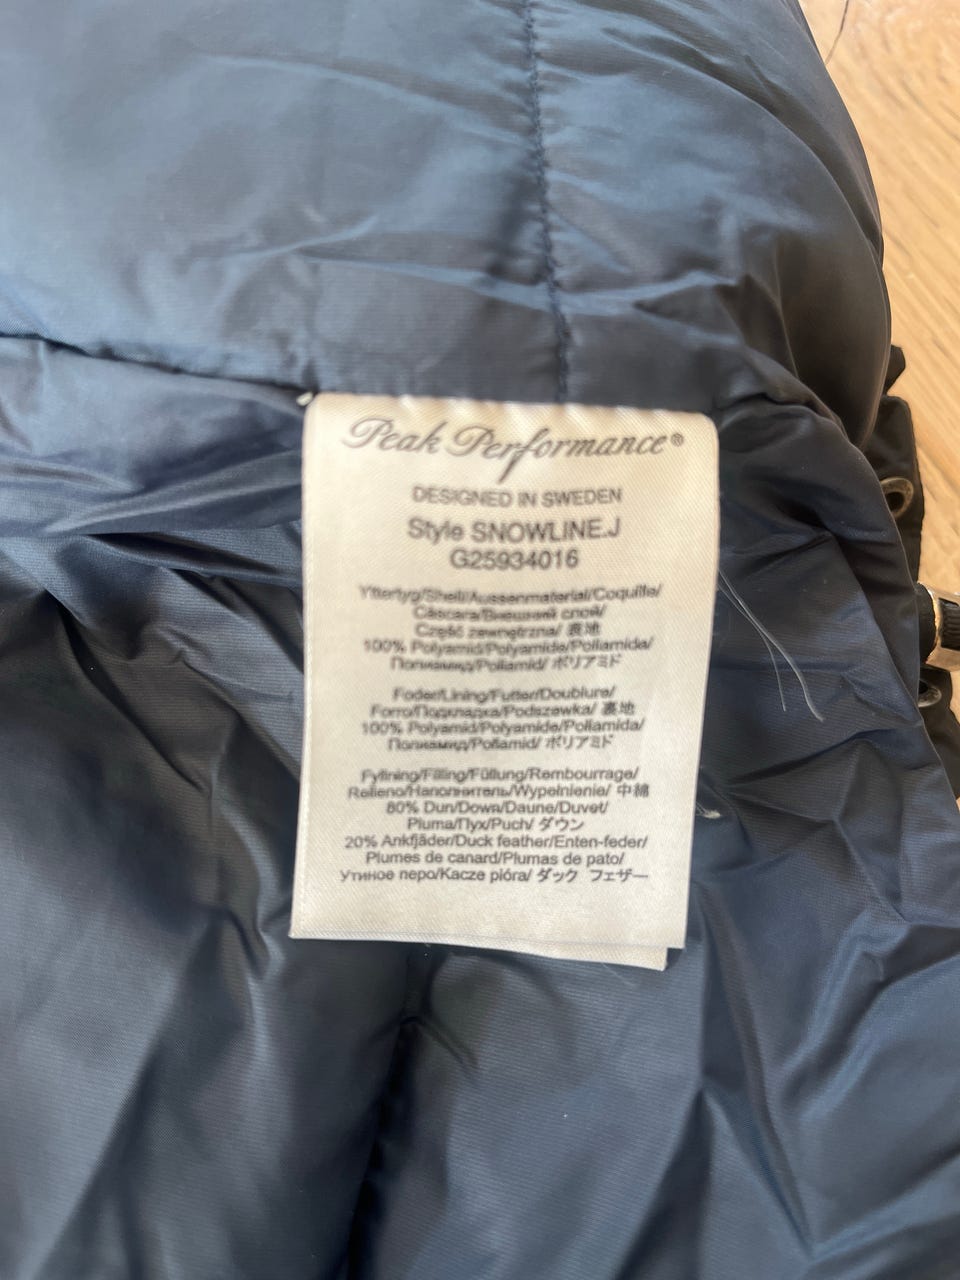 Peak Performance®
DESIGNED IN SWEDEN
Style SNOWLINE.J
G25934016
Yttertyg/Shell/Aussenmaterial/Coquille/
Cáscara/Внешний слой/
Część zewnętrzna/ 表地
100% Polyamid/Polyamide/Poliamida/
Полиамид/Poliamid/ ポリアミド
Foder/Lining/Futter/Doublure/
Forro/Подкладка/Podszewka/ 裏地
100% Polyamid/Polyamide/Poliamida/
Полиамид/Poliamid/ ポリアミド
Fyllning/Filling/Füllung/Rembourrage/
Relleno/Наполнитель/Wypełnienie/ 中綿
80% Dun/Down/Daune/Duvet/
Pluma/Пух/Puch/ ダウン
20% Ankfjäder/Duck feather/Enten-feder/
Plumes de canard/Plumas de pato/
Утиное перо/Kacze pióra/ ダック フェザー